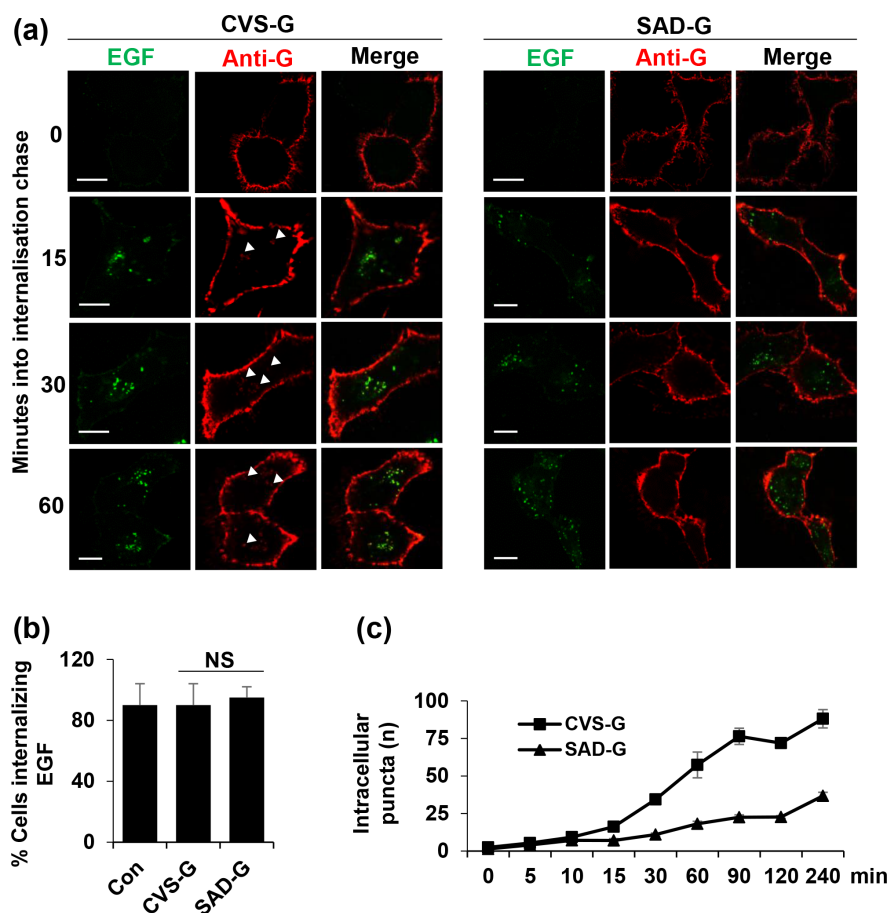 (a)
CVS-G
SAD-G
EGF Anti-G Merge
EGF Anti-G Merge
Minutes into internalisation chase
0
15
30
60
(b)
% Cells internalizing
EGF
120
80
40
0
NS
Con
CVS-G
SAD-G
(c)
Intracellular
puncta (n)
100
75
50
25
0
CVS-G
SAD-G
0 5 10 15 30 60 90 120 240 min